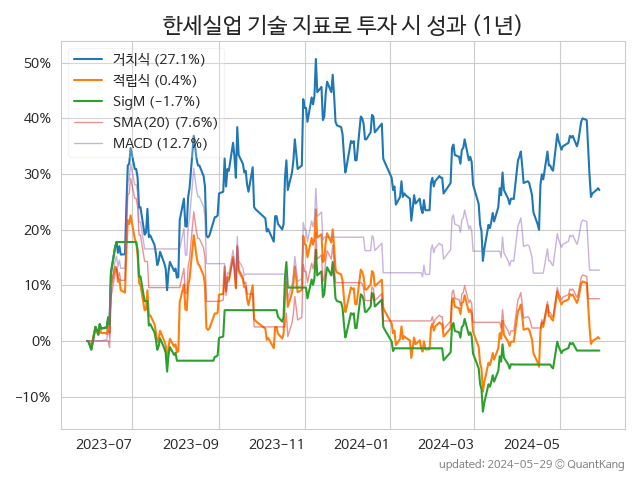 한세실업 기술 지표로 투자 시 성과 (1년)
거치식 (27.1%)
적립식 (0.4%)
SigM (−1.7%)
SMA(20) (7.6%)
MACD (12.7%)
50%
40%
30%
20%
10%
0%
−10%
2023-07 2023-09 2023-11 2024-01 2024-03 2024-05
updated: 2024-05-29 © QuantKang